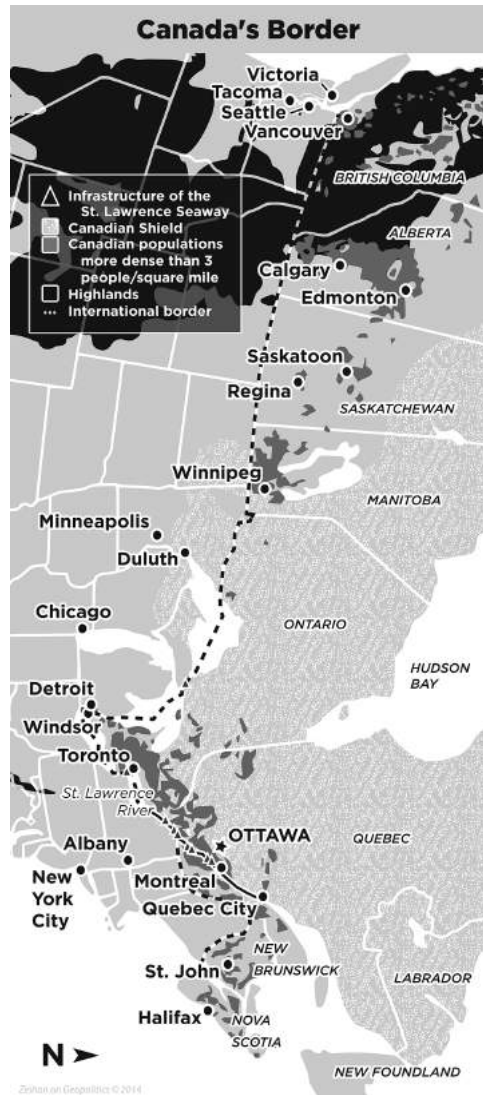 Canada's Border
Victoria
Tacoma
Seattle
Vancouver
BRITISH COLUMBIA
Infrastructure of the
St. Lawrence Seaway
Canadian Shield
Canadian populations
more dense than 3
people/square mile
Highlands
International border
ALBERTA
Calgary
Edmonton
Saskatoon
Regina
SASKATCHEWAN
Winnipeg
MANITOBA
Minneapolis
Duluth
Chicago
ONTARIO
HUDSON
BAY
Detroit
Windsor
Toronto
St. Lawrence
River
OTTAWA
QUEBEC
Albany
Montreal
New
York
City
Quebec City
NEW
BRUNSWICK
St. John
LABRADOR
Halifax
NOVA
SCOTIA
N
NEW FOUNDLAND
Zeihan on Geopolitics © 2014